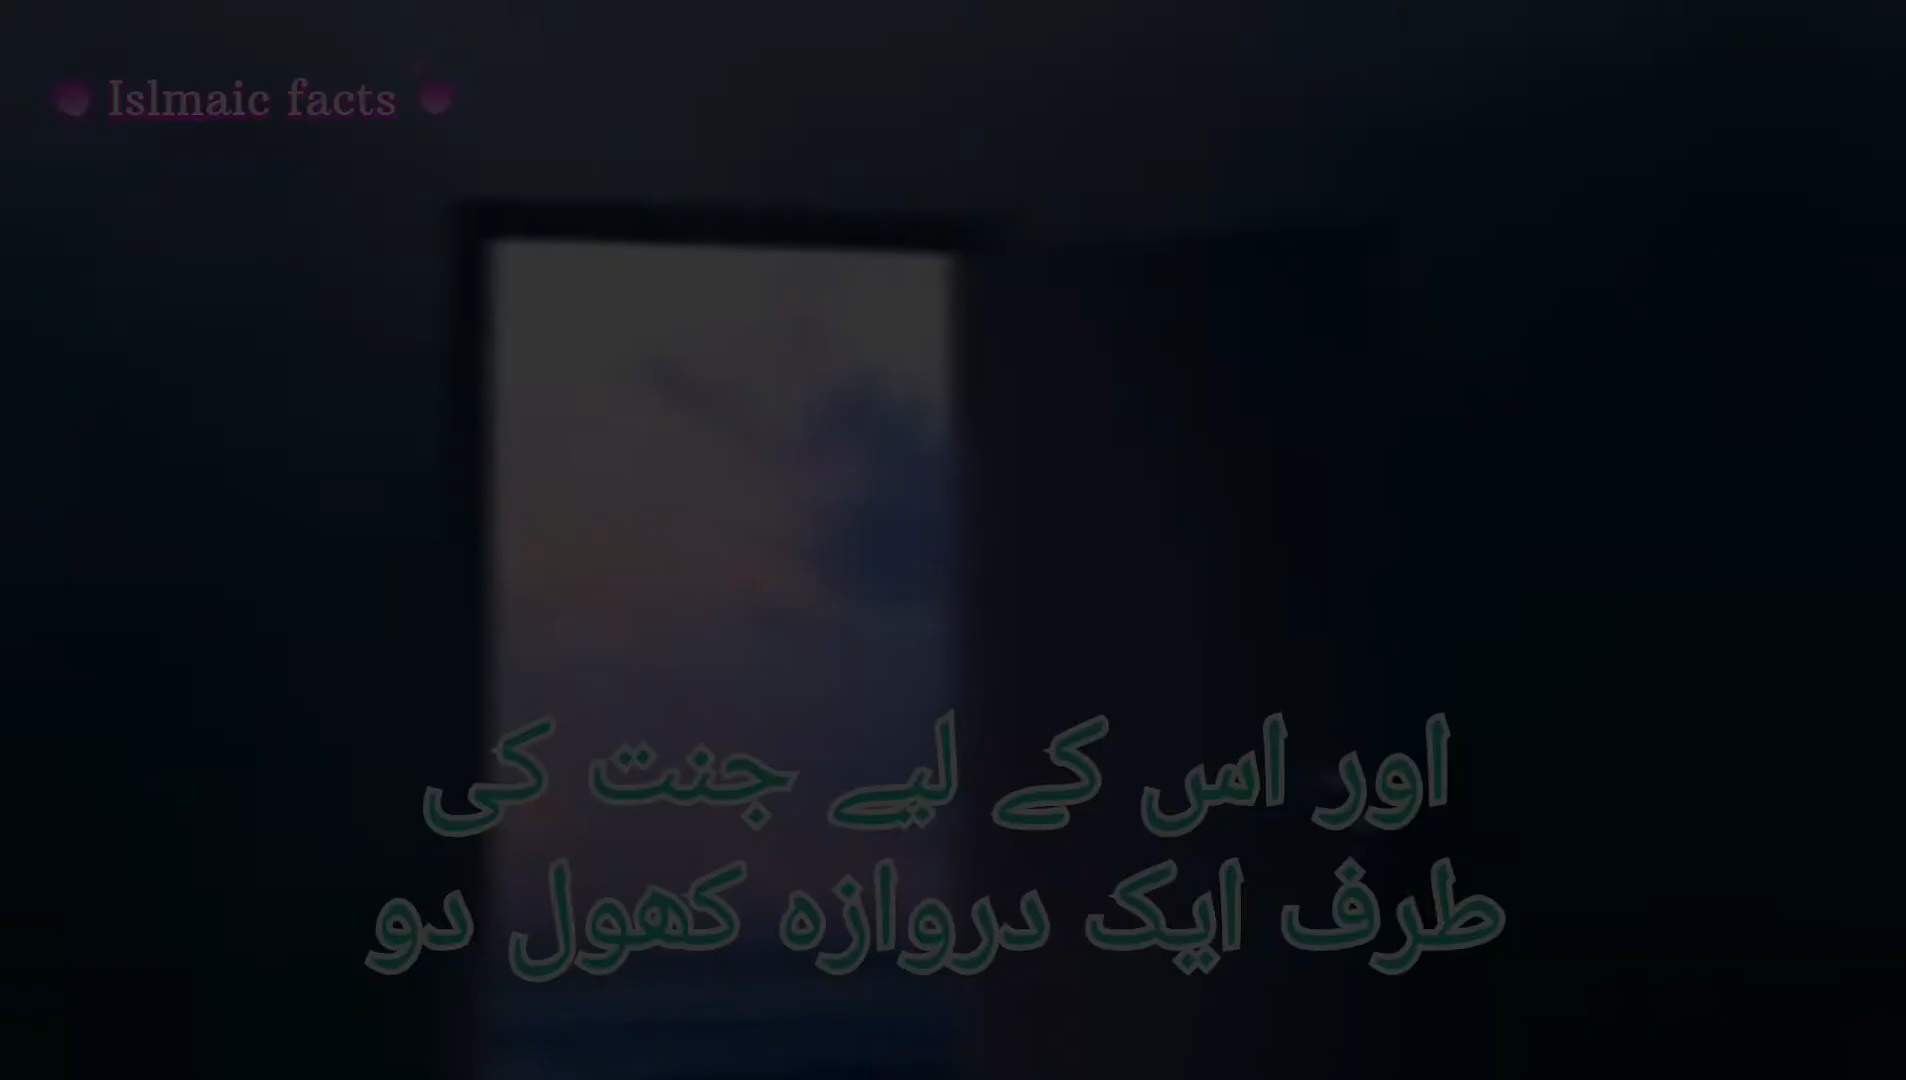 Islmaic facts
اور اس کے لیے جنت کی
طرف ایک دروازہ کھول دو